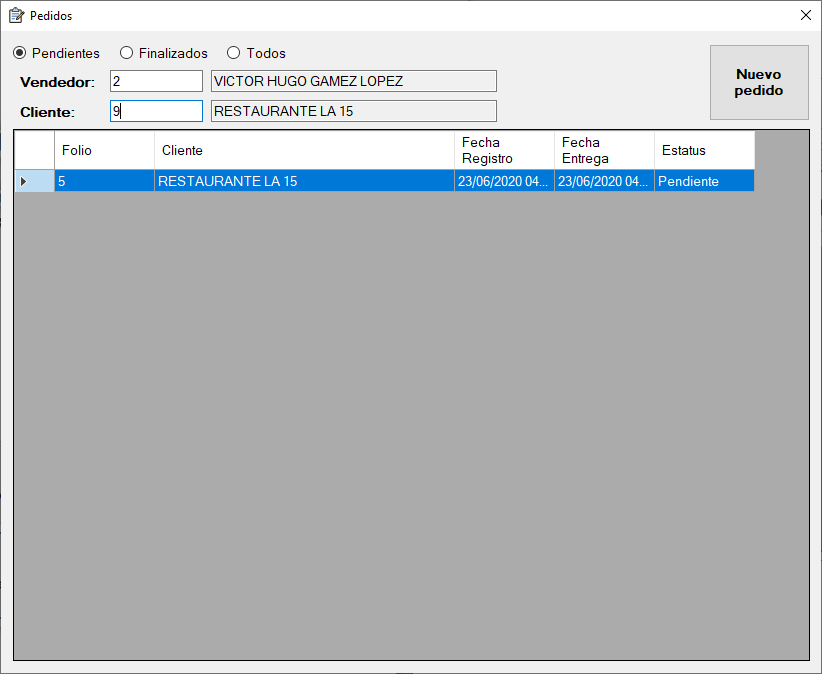 Pedidos
Pendientes Finalizados Todos
Vendedor: 2 VICTOR HUGO GAMEZ LOPEZ
Cliente: 9 RESTAURANTE LA 15
Nuevo
pedido
Folio Cliente Fecha Registro Fecha Entrega Estatus
5 RESTAURANTE LA 15 23/06/2020 04... 23/06/2020 04... Pendiente